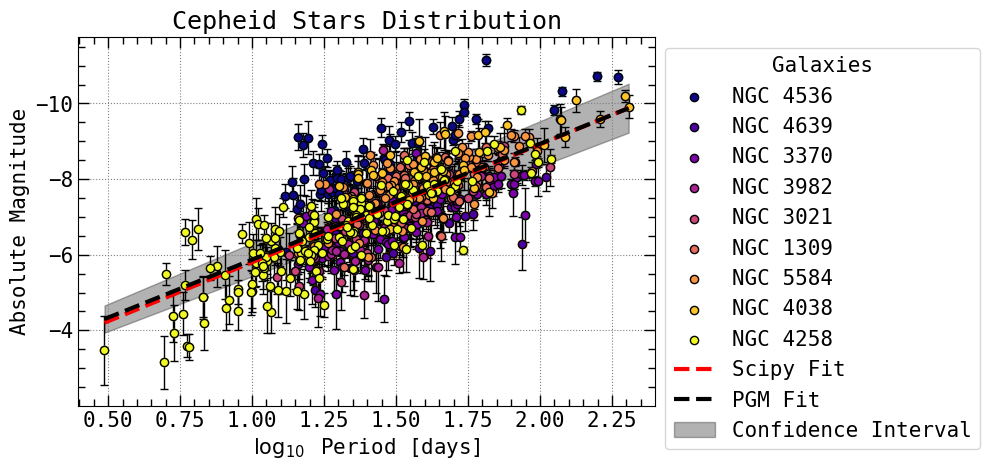 Cepheid Stars Distribution
Absolute Magnitude
−10
−8
−6
−4
0.50 0.75 1.00 1.25 1.50 1.75 2.00 2.25
log₁₀ Period [days]
Galaxies
NGC 4536
NGC 4639
NGC 3370
NGC 3982
NGC 3021
NGC 1309
NGC 5584
NGC 4038
NGC 4258
Scipy Fit
PGM Fit
Confidence Interval